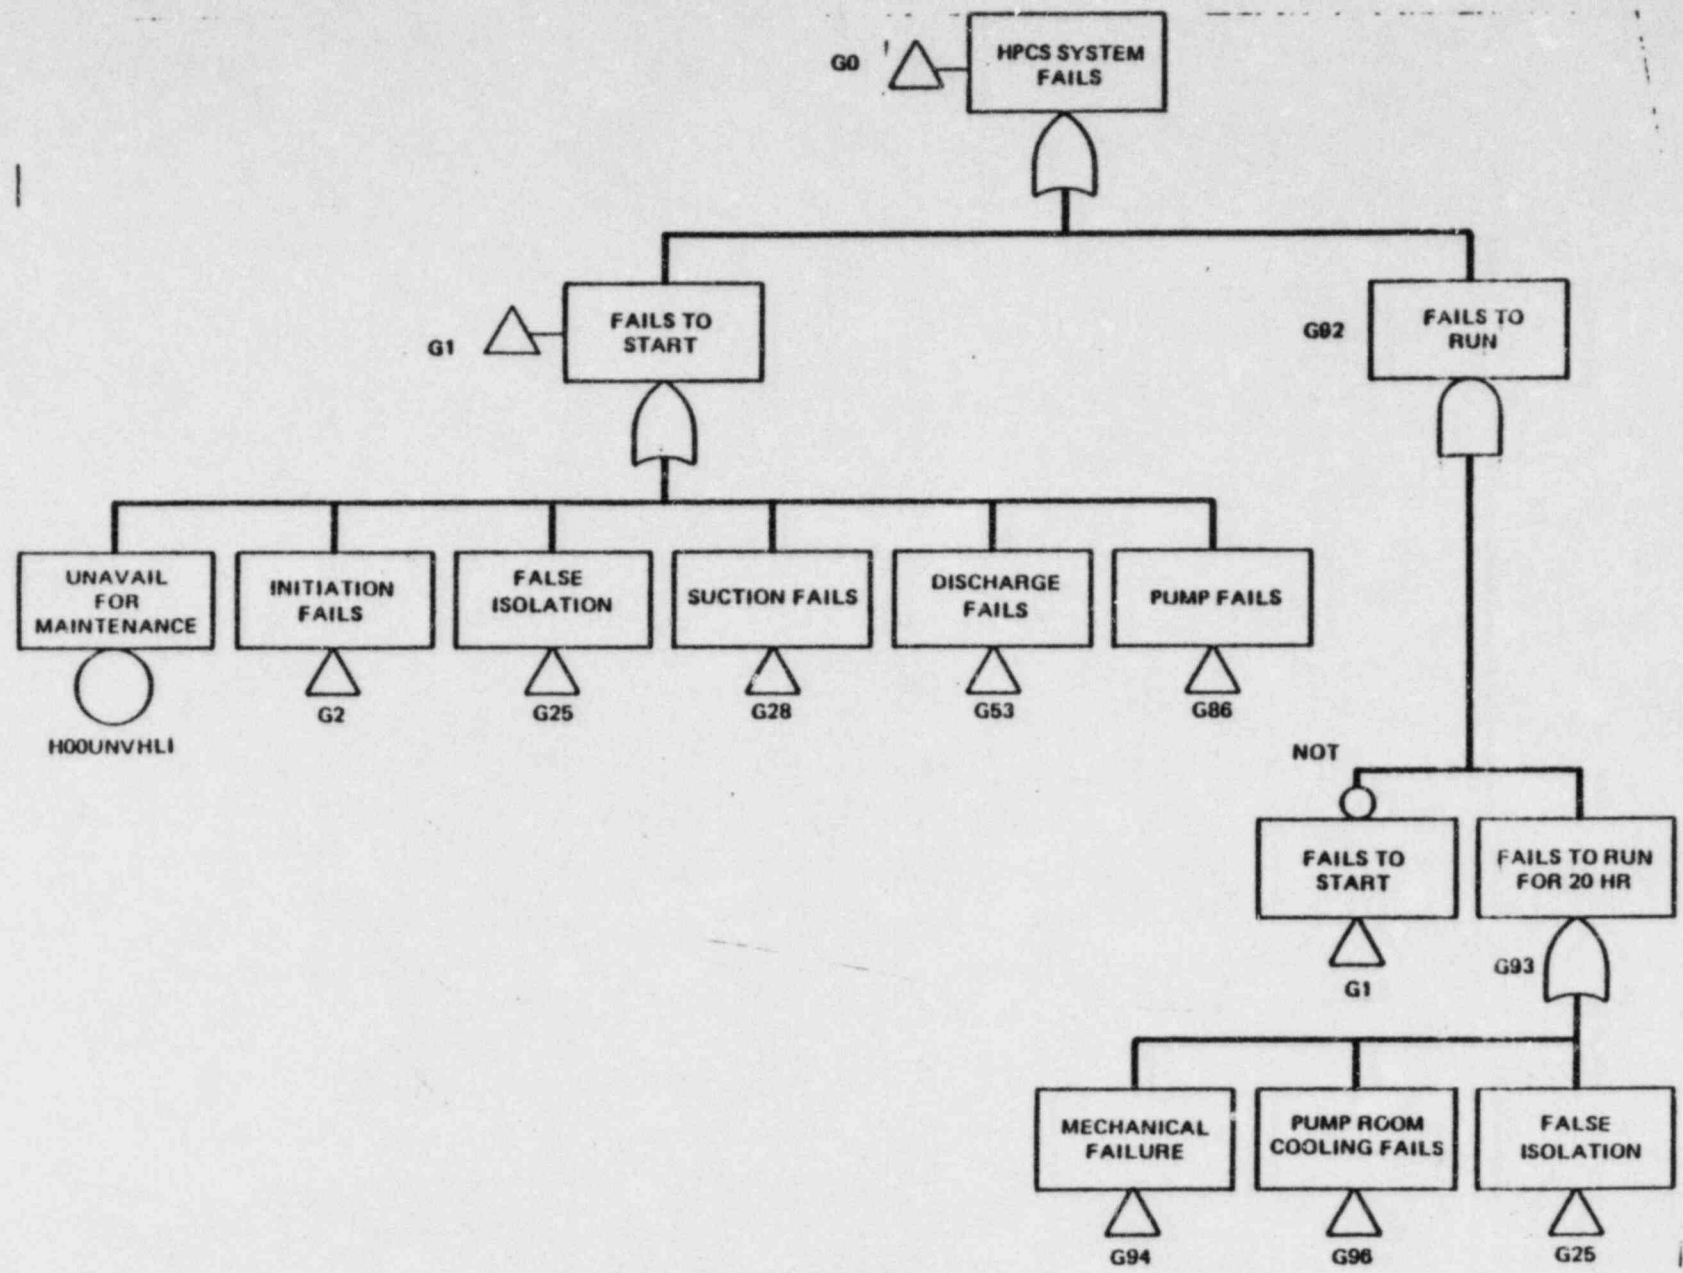 G0
HPCS SYSTEM
FAILS
G1
FAILS TO
START
G92
FAILS TO
RUN
UNAVAIL
FOR
MAINTENANCE
H00UNVHLI
INITIATION
FAILS
G2
FALSE
ISOLATION
G25
SUCTION FAILS
G28
DISCHARGE
FAILS
G53
PUMP FAILS
G86
NOT
FAILS TO
START
G1
FAILS TO RUN
FOR 20 HR
G93
MECHANICAL
FAILURE
G94
PUMP ROOM
COOLING FAILS
G96
FALSE
ISOLATION
G25